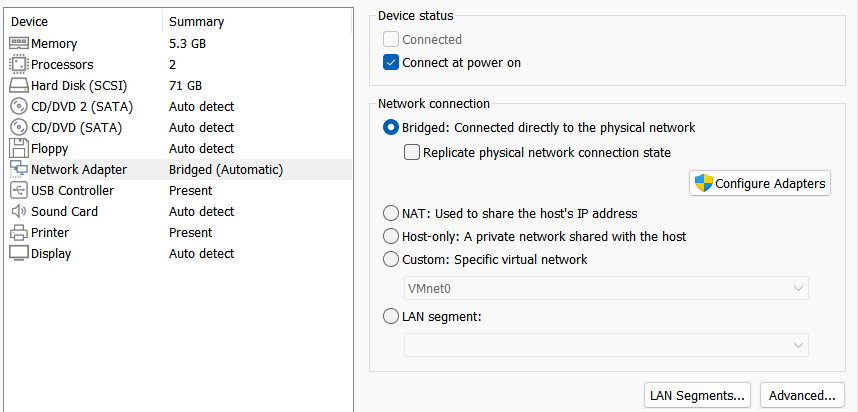 Device Summary
Memory 5.3 GB
Processors 2
Hard Disk (SCSI) 71 GB
CD/DVD 2 (SATA) Auto detect
CD/DVD (SATA) Auto detect
Floppy Auto detect
Network Adapter Bridged (Automatic)
USB Controller Present
Sound Card Auto detect
Printer Present
Display Auto detect
Device status
Connected
Connect at power on
Network connection
Bridged: Connected directly to the physical network
Replicate physical network connection state
Configure Adapters
NAT: Used to share the host's IP address
Host-only: A private network shared with the host
Custom: Specific virtual network
VMnet0
LAN segment:
LAN Segments... Advanced...